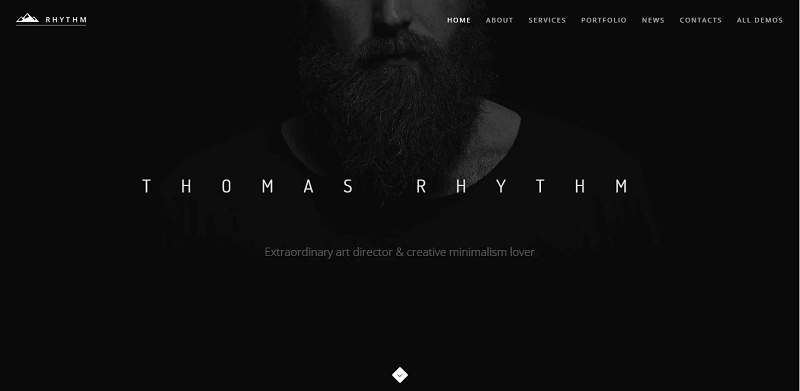 RHYTHM
HOME ABOUT SERVICES PORTFOLIO NEWS CONTACTS ALL DEMOS
THOMAS RHYTHM
Extraordinary art director & creative minimalism lover